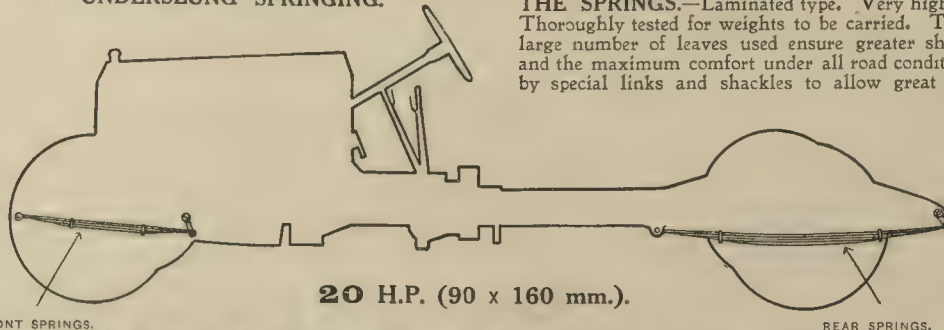 UNDERSLUNG SPRINGING.
THE SPRINGS.—Laminated type. Very high
Thoroughly tested for weights to be carried. T
large number of leaves used ensure greater sh
and the maximum comfort under all road condit
by special links and shackles to allow great
20 H.P. (90 x 160 mm.).
ONT SPRINGS.
REAR SPRINGS.